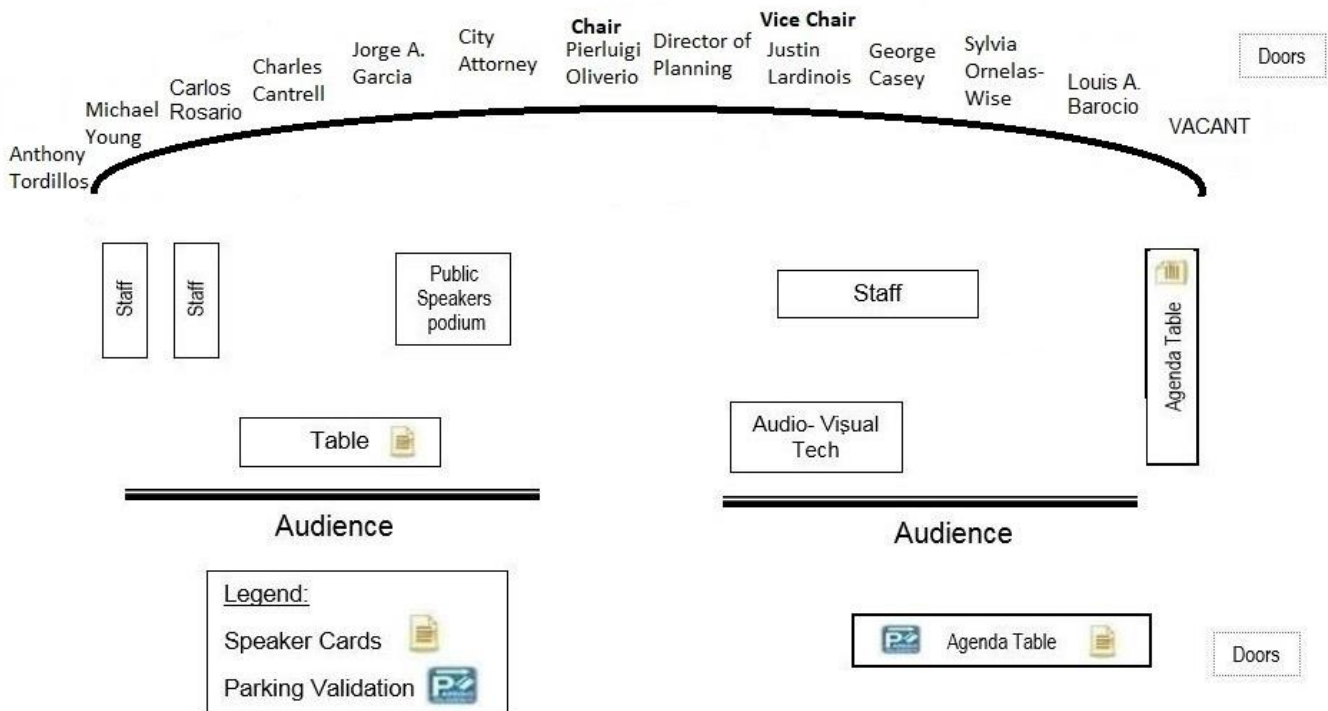 Anthony
Tordillos
Michael
Young
Carlos
Rosario
Charles
Cantrell
Jorge A.
Garcia
City
Attorney
Chair
Pierluigi
Oliverio
Director of
Planning
Vice Chair
Justin
Lardinois
George
Casey
Sylvia
Ornelas-
Wise
Louis A.
Barocio
VACANT
Doors
Staff
Staff
Public
Speakers
podium
Staff
Agenda Table
Table
Audio- Visual
Tech
Audience
Audience
Legend:
Speaker Cards
Parking Validation
P
P
Agenda Table
Doors